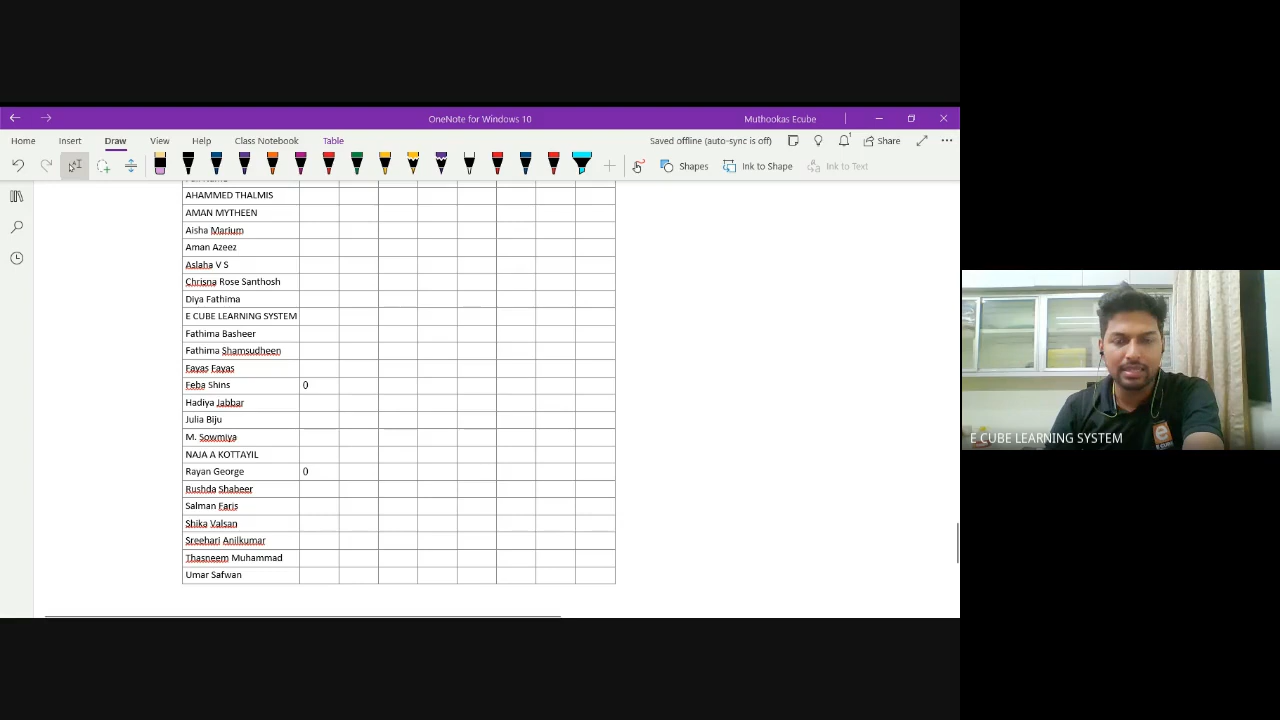 OneNote for Windows 10
Muthookas Ecube
Home Insert Draw View Help Class Notebook Table
Saved offline (auto-sync is off)
Share
Shapes
Ink to Shape
Ink to Text
AHAMMED THALMIS
AMAN MYTHEEN
Aisha Marium
Aman Azeez
Aslaha V S
Chrisna Rose Santhosh
Diya Fathima
E CUBE LEARNING SYSTEM
Fathima Basheer
Fathima Shamsudheen
Fayas Fayas
Feba Shins 0
Hadiya Jabbar
Julia Biju
M. Sowmiya
NAJA A KOTTAYIL
Rayan George 0
Rushda Shabeer
Salman Faris
Shika Valsan
Sreehari Anilkumar
Thasneem Muhammad
Umar Safwan
E CUBE LEARNING SYSTEM